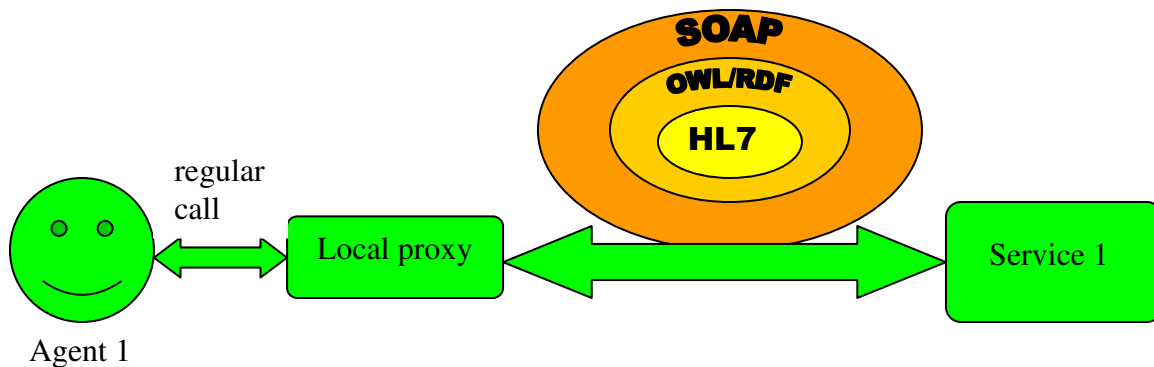 SOAP
OWL/RDF
HL7
regular
call
Local proxy
Service 1
Agent 1